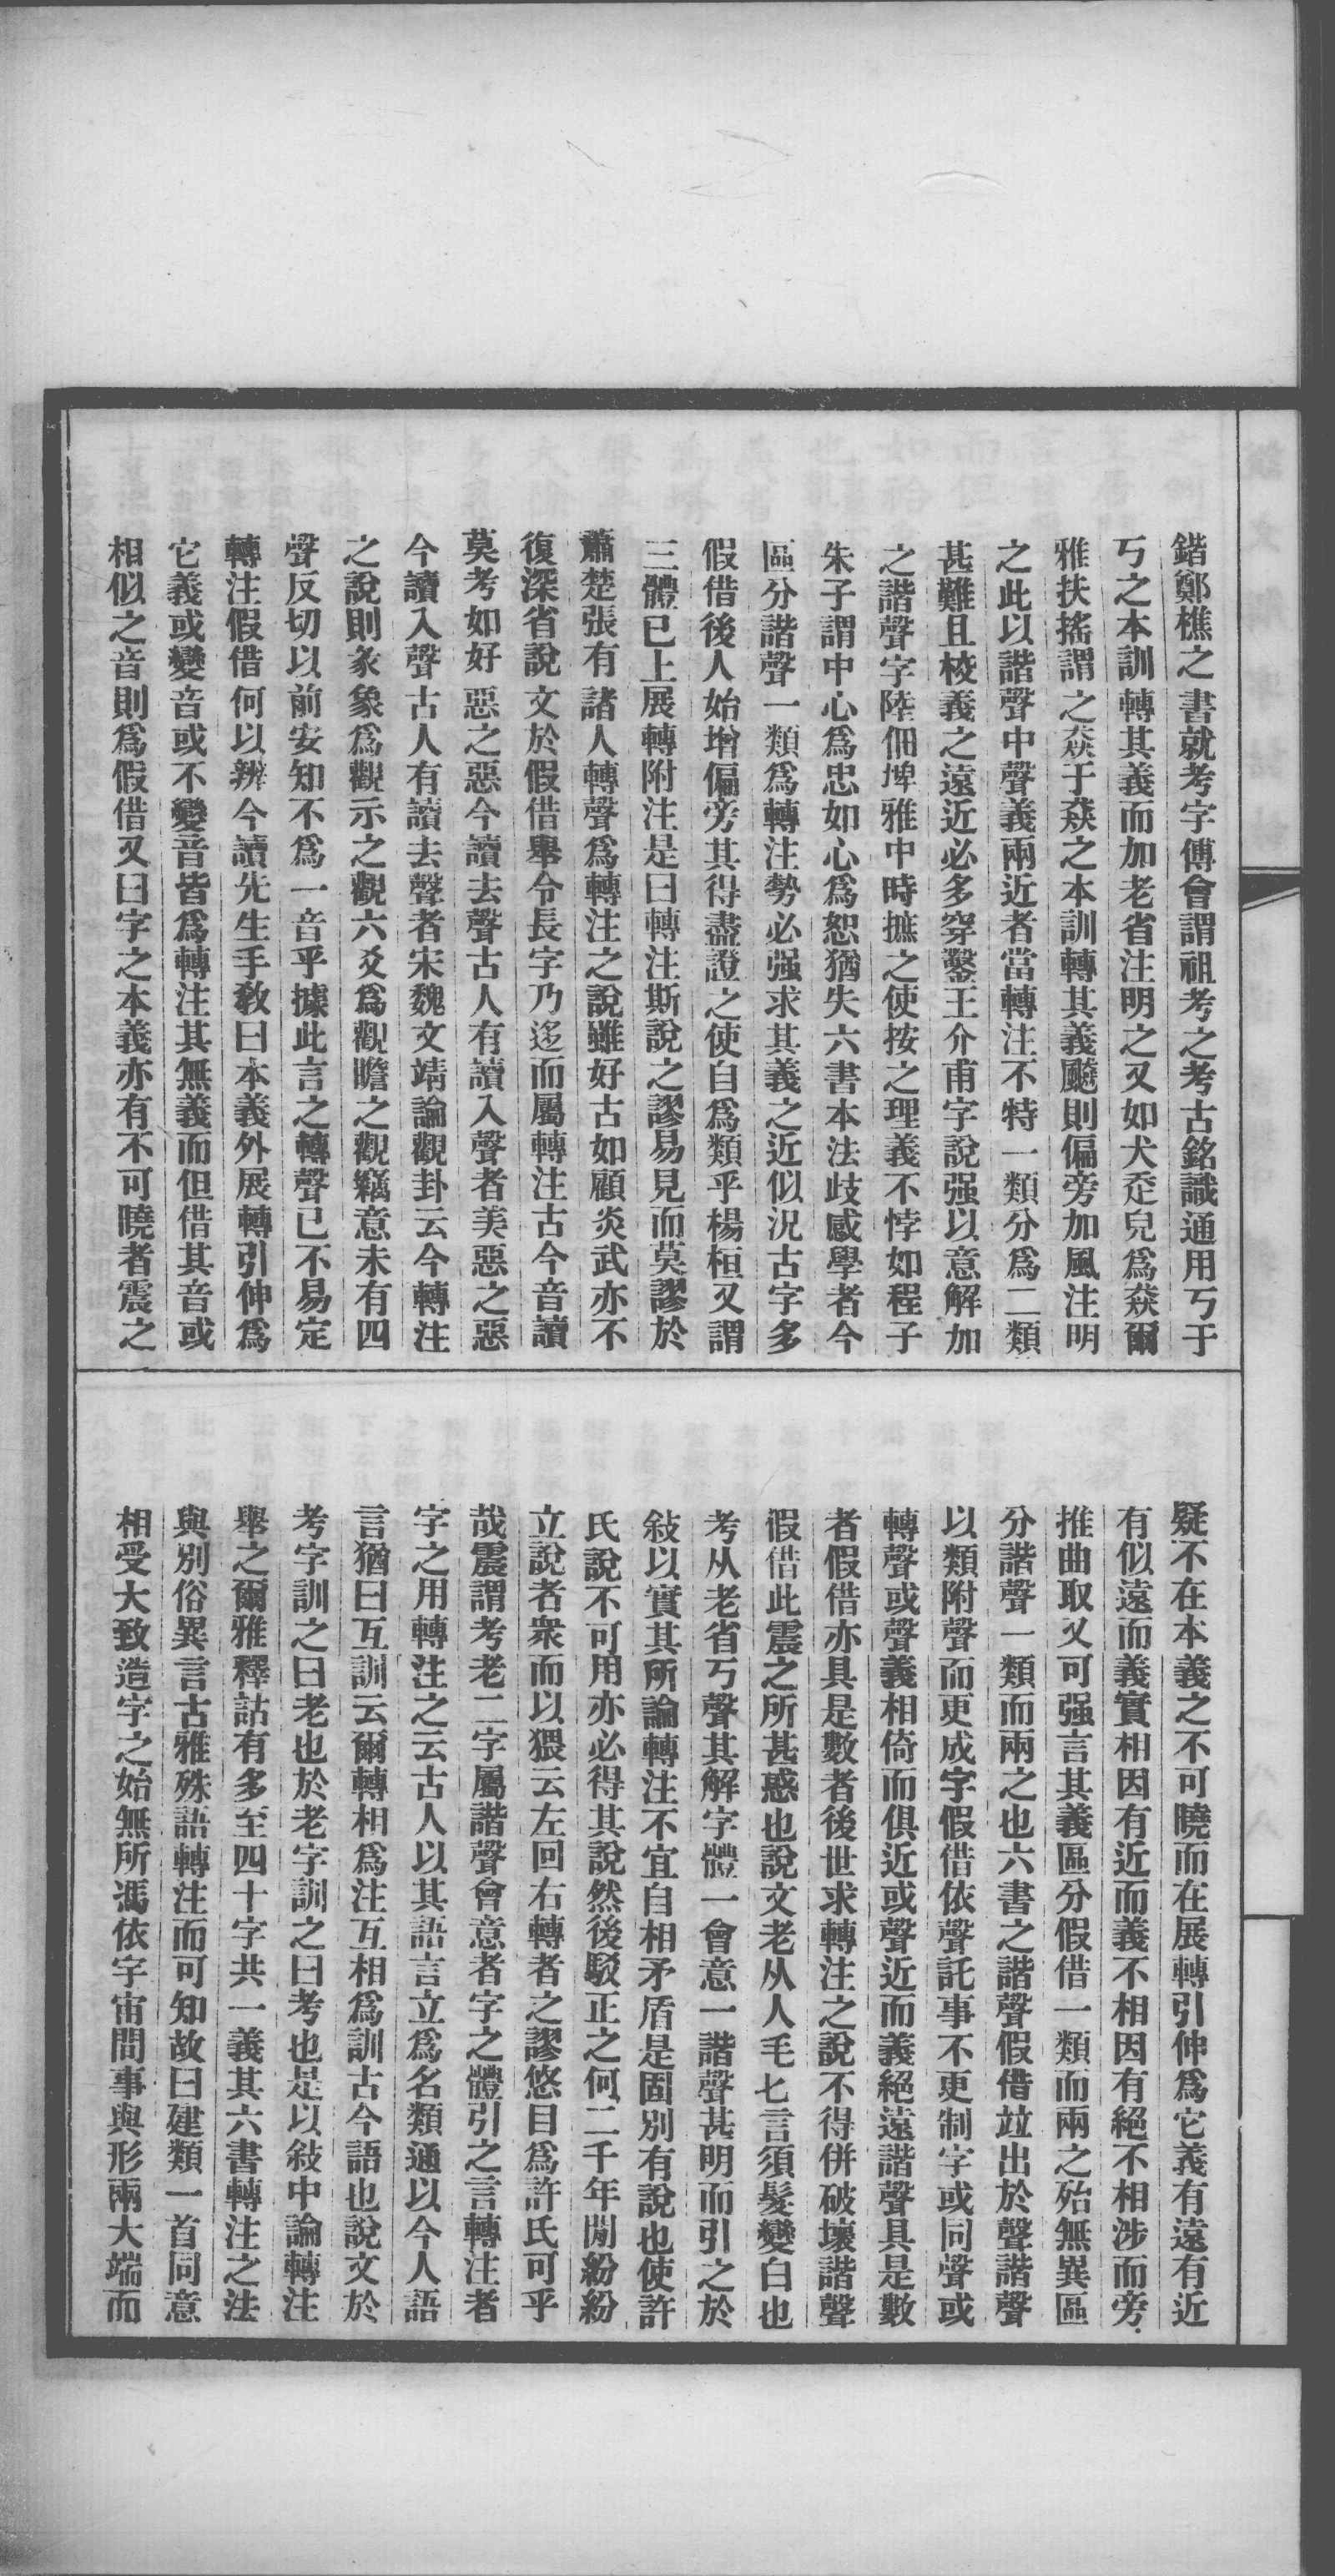 鍇鄭樵之書就考字傅會謂祖考之考古銘識通用丂于
丂之本訓轉其義而加老省注明之又如犬赱皃爲猋爾
雅扶搖謂之猋于猋之本訓轉其義飈則偏旁加風注明
之此以諧聲中聲義兩近者當轉注不特一類分爲二類
甚難且校義之遠近必多穿鑿王介甫字說强以意解加
之諧聲字陸佃埤雅中時摭之使按之理義不悖如程子
朱子謂中心爲忠如心爲恕猶失六書本法歧惑學者今
區分諧聲一類爲轉注勢必强求其義之近似況古字多
假借後人始增偏旁其得盡證之使自爲類乎楊桓又謂
三體已上展轉附注是曰轉注斯說之謬易見而莫謬於
蕭楚張有諸人轉聲爲轉注之說雖好古如顧炎武亦不
復深省說文於假借舉令長字乃迻而屬轉注古今音讀
莫考如好惡之惡今讀去聲古人有讀入聲者美惡之惡
今讀入聲古人有讀去聲者宋魏文靖論觀卦云今轉注
之說則彖象爲觀示之觀六爻爲觀瞻之觀竊意未有四
聲反切以前安知不爲一音乎據此言之轉聲已不易定
轉注假借何以辨今讀先生手敎曰本義外展轉引伸爲
它義或變音或不變音皆爲轉注其無義而但借其音或
相似之音則爲假借又曰字之本義亦有不可曉者震之
疑不在本義之不可曉而在展轉引伸爲它義有遠有近
有似遠而義實相因有近而義不相因有絕不相涉而旁
推曲取又可强言其義區分假借一類而兩之殆無異區
分諧聲一類而兩之也六書之諧聲假借竝出於聲諧聲
以類附聲而更成字假借依聲託事不更制字或同聲或
轉聲或聲義相倚而俱近或聲近而義絕遠諧聲具是數
者假借亦具是數者後世求轉注之說不得併破壞諧聲
假借此震之所甚惑也說文老从人毛匕言須髮變白也
考从老省丂聲其解字體一會意一諧聲甚明而引之於
敍以實其所論轉注不宜自相矛盾是固別有說也使許
氏說不可用亦必得其說然後駁正之何二千年閒紛紛
立說者衆而以猥云左回右轉者之謬悠目爲許氏可乎
哉震謂考老二字屬諧聲會意者字之體引之言轉注者
字之用轉注之云古人以其語言立爲名類通以今人語
言猶曰互訓云爾轉相爲注互相爲訓古今語也說文於
考字訓之曰老也於老字訓之曰考也是以敍中論轉注
舉之爾雅釋詁有多至四十字共一義其六書轉注之法
與別俗異言古雅殊語轉注而可知故曰建類一首同意
相受大致造字之始無所馮依宇宙閒事與形兩大端而